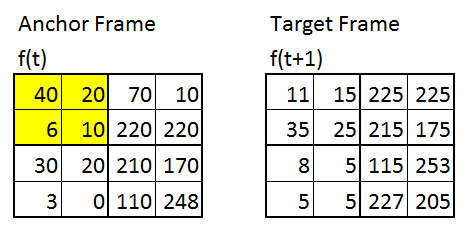 Anchor Frame Target Frame
f(t) f(t+1)
40 20 70 10 11 15 225 225
6 10 220 220 35 25 215 175
30 20 210 170 8 5 115 253
3 0 110 248 5 5 227 205